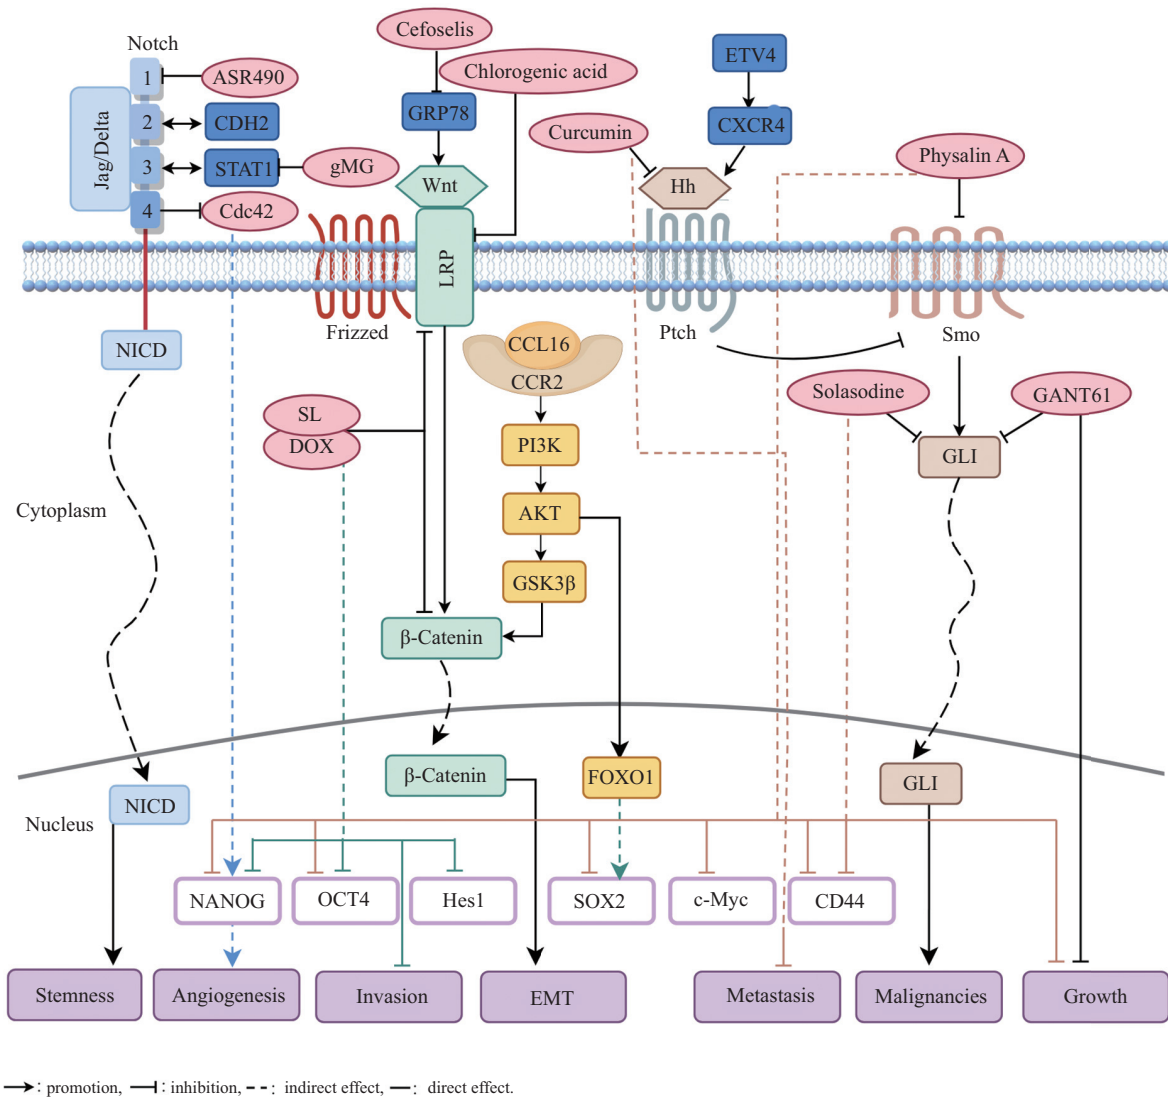 Cefoselis
Notch
ETV4
Chlorogenic acid
1
ASR490
GRP78
CXCR4
2
CDH2
Curcumin
Jag/Delta
Physalin A
3
STAT1
gMG
Wnt
Hh
4
Cdc42
LRP
Frizzed
Ptch
Smo
NICD
CCL16
CCR2
Solasodine
GANT61
SL
DOX
PI3K
GLI
Cytoplasm
AKT
GSK3β
β-Catenin
β-Catenin
FOXO1
GLI
NICD
Nucleus
NANOG
OCT4
Hes1
SOX2
c-Myc
CD44
Stemness
Angiogenesis
Invasion
EMT
Metastasis
Malignancies
Growth
: promotion, : inhibition, : indirect effect, : direct effect.